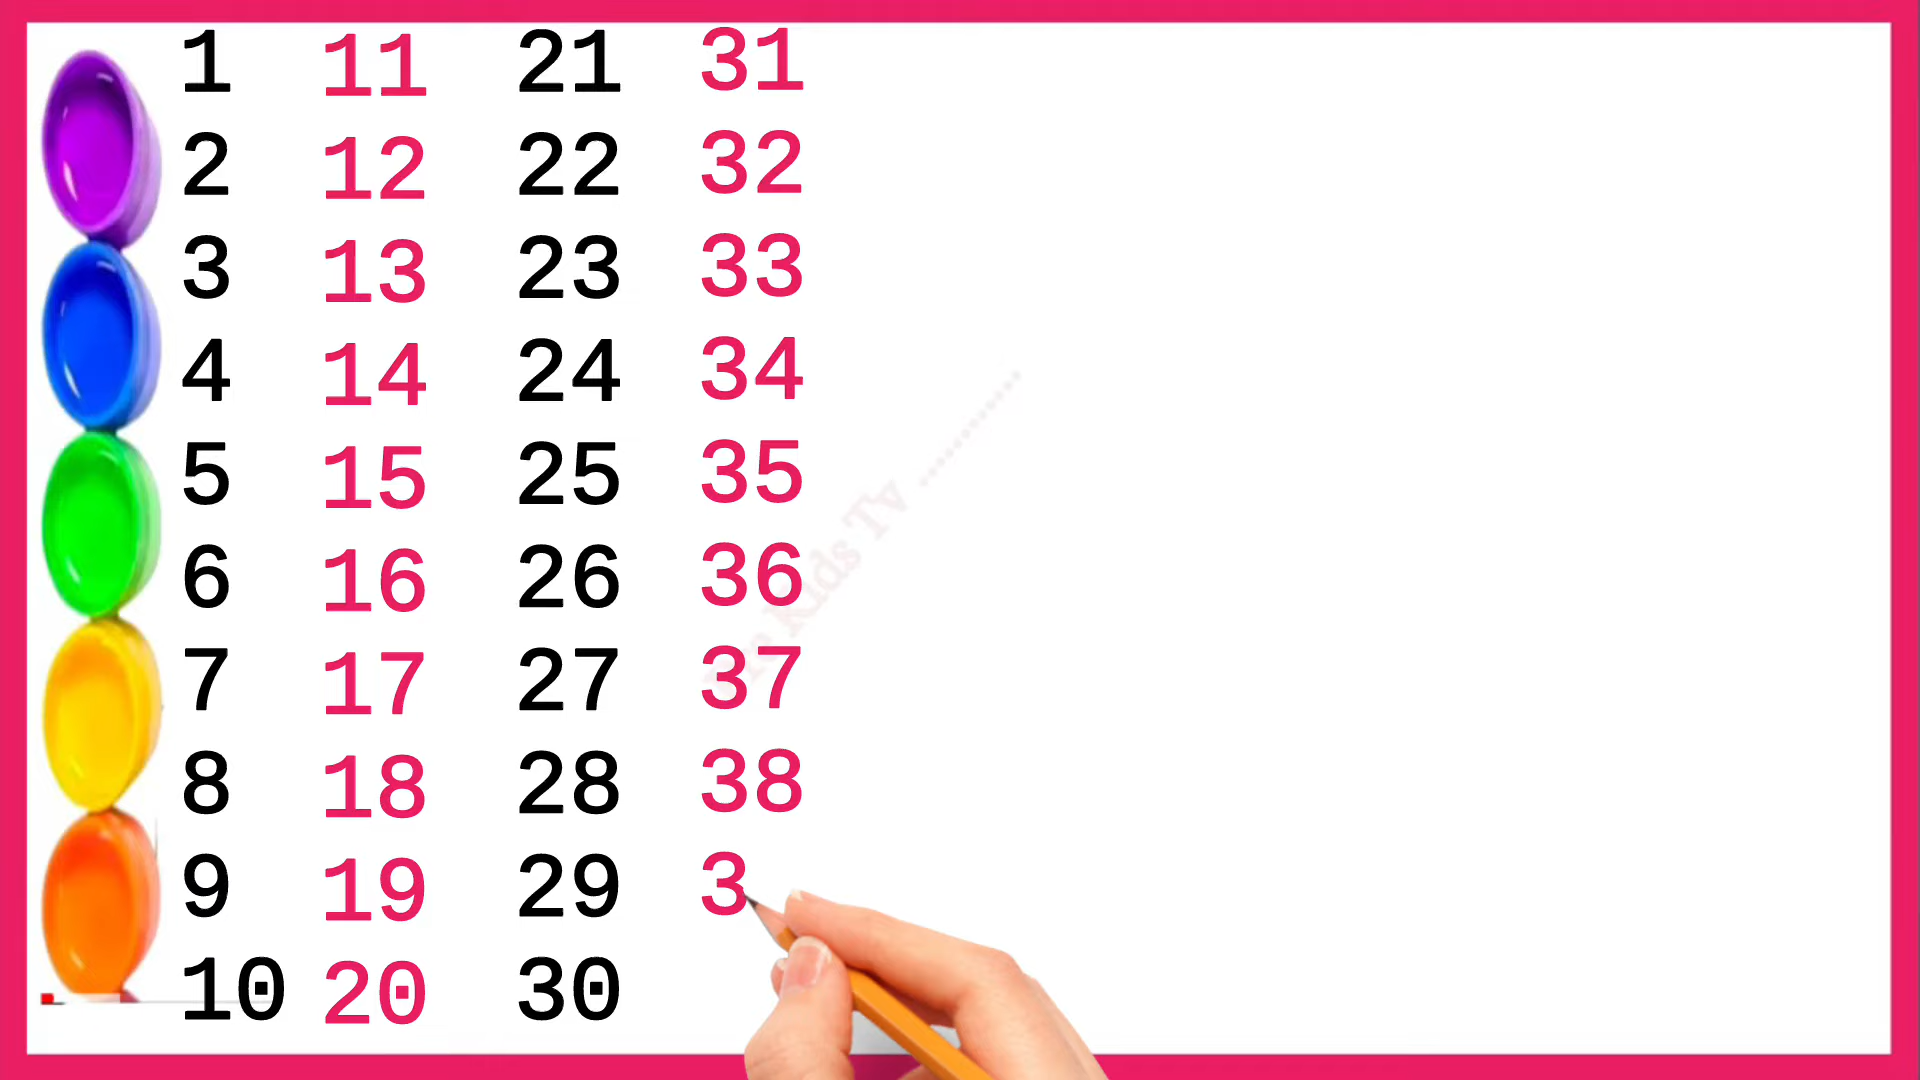 1 11 21 31
2 12 22 32
3 13 23 33
4 14 24 34
5 15 25 35
6 16 26 36
7 17 27 37
8 18 28 38
9 19 29 3
10 20 30
Kids Tv ............